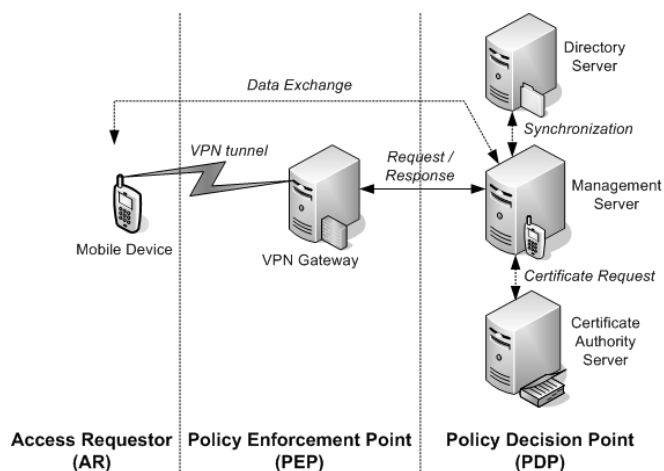 Directory
Server
Data Exchange
Synchronization
VPN tunnel
Request /
Response
Management
Server
Mobile Device
VPN Gateway
Certificate Request
Certificate
Authority
Server
Access Requestor
(AR)
Policy Enforcement Point
(PEP)
Policy Decision Point
(PDP)